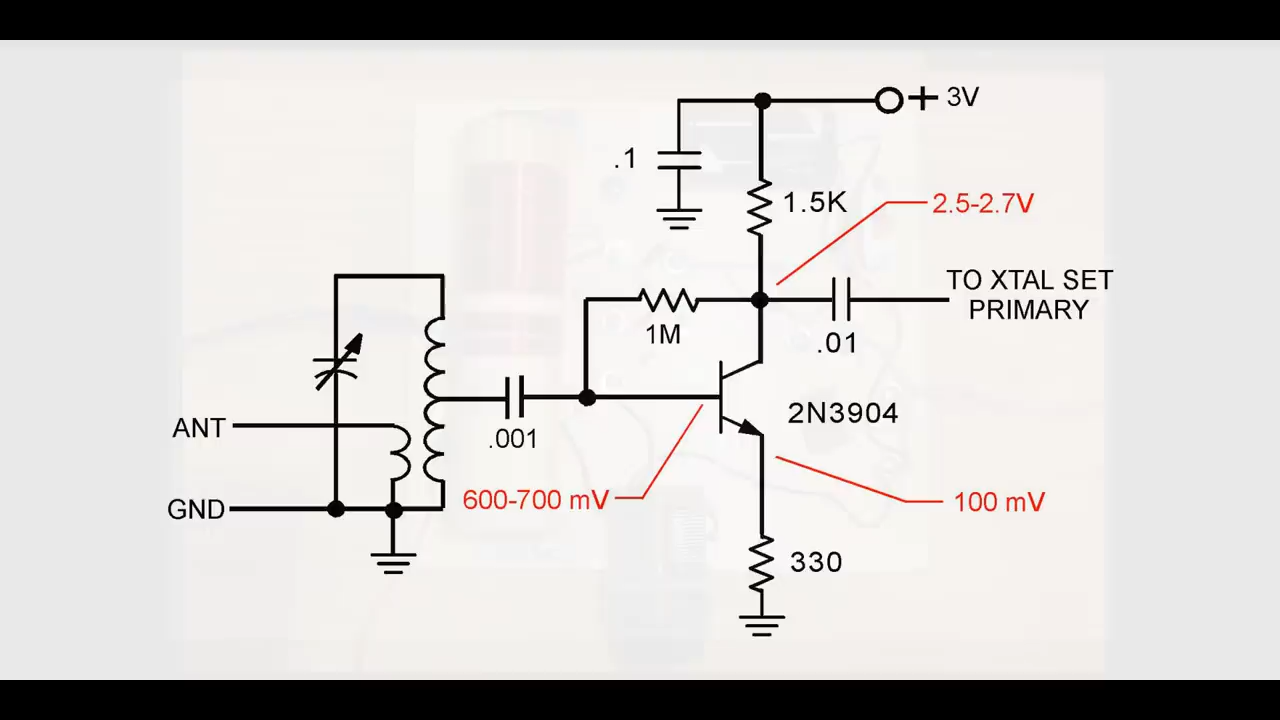 + 3V
.1
1.5K
2.5-2.7V
TO XTAL SET
PRIMARY
1M
.01
2N3904
.001
ANT
600-700 mV
100 mV
GND
330